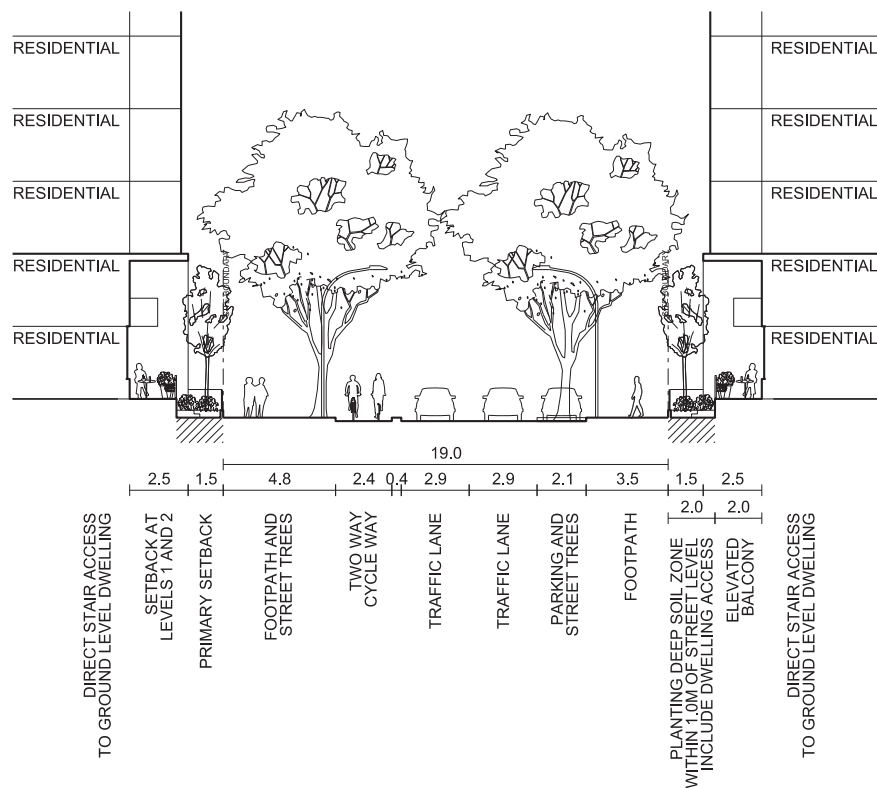 RESIDENTIAL
RESIDENTIAL
RESIDENTIAL
RESIDENTIAL
RESIDENTIAL
RESIDENTIAL
RESIDENTIAL
RESIDENTIAL
RESIDENTIAL
RESIDENTIAL
BOUNDARY
BOUNDARY
19.0
2.5 1.5 4.8 2.4 0.4 2.9 2.9 2.1 3.5 1.5 2.5
2.0 2.0
DIRECT STAIR ACCESS
TO GROUND LEVEL DWELLING
SETBACK AT
LEVELS 1 AND 2
PRIMARY SETBACK
FOOTPATH AND
STREET TREES
TWO WAY
CYCLE WAY
TRAFFIC LANE
TRAFFIC LANE
PARKING AND
STREET TREES
FOOTPATH
PLANTING DEEP SOIL ZONE
WITHIN 1.0M OF STREET LEVEL
INCLUDE DWELLING ACCESS
ELEVATED
BALCONY
DIRECT STAIR ACCESS
TO GROUND LEVEL DWELLING